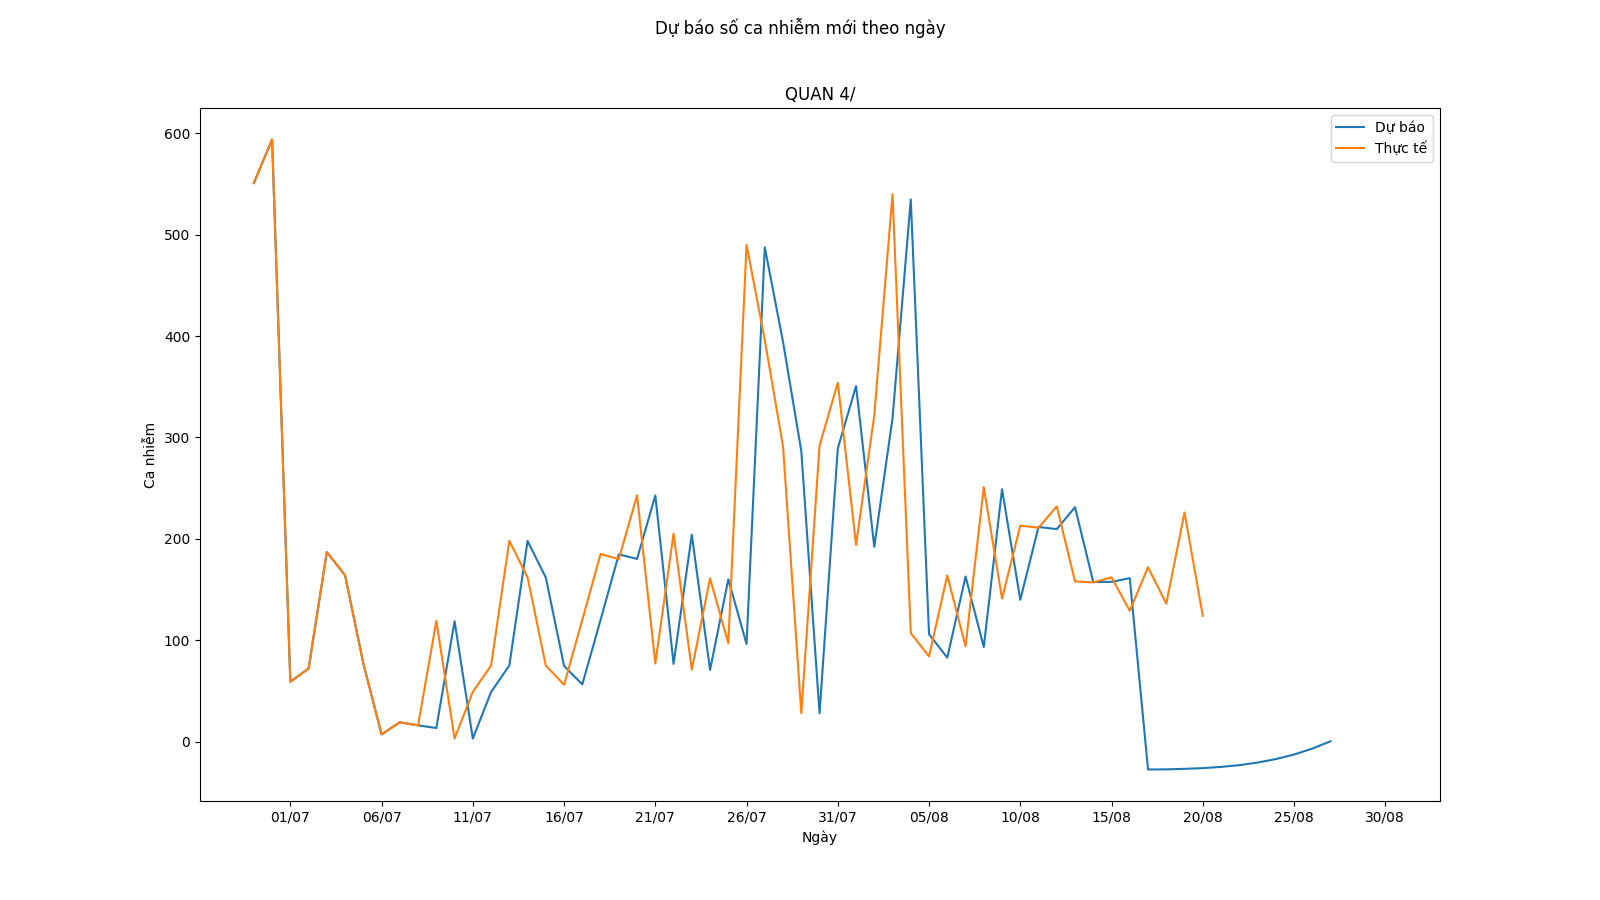 Dự báo số ca nhiễm mới theo ngày
QUAN 4/
Dự báo
Thực tế
600
500
400
300
200
100
0
Ca nhiễm
01/07 06/07 11/07 16/07 21/07 26/07 31/07 05/08 10/08 15/08 20/08 25/08 30/08
Ngày